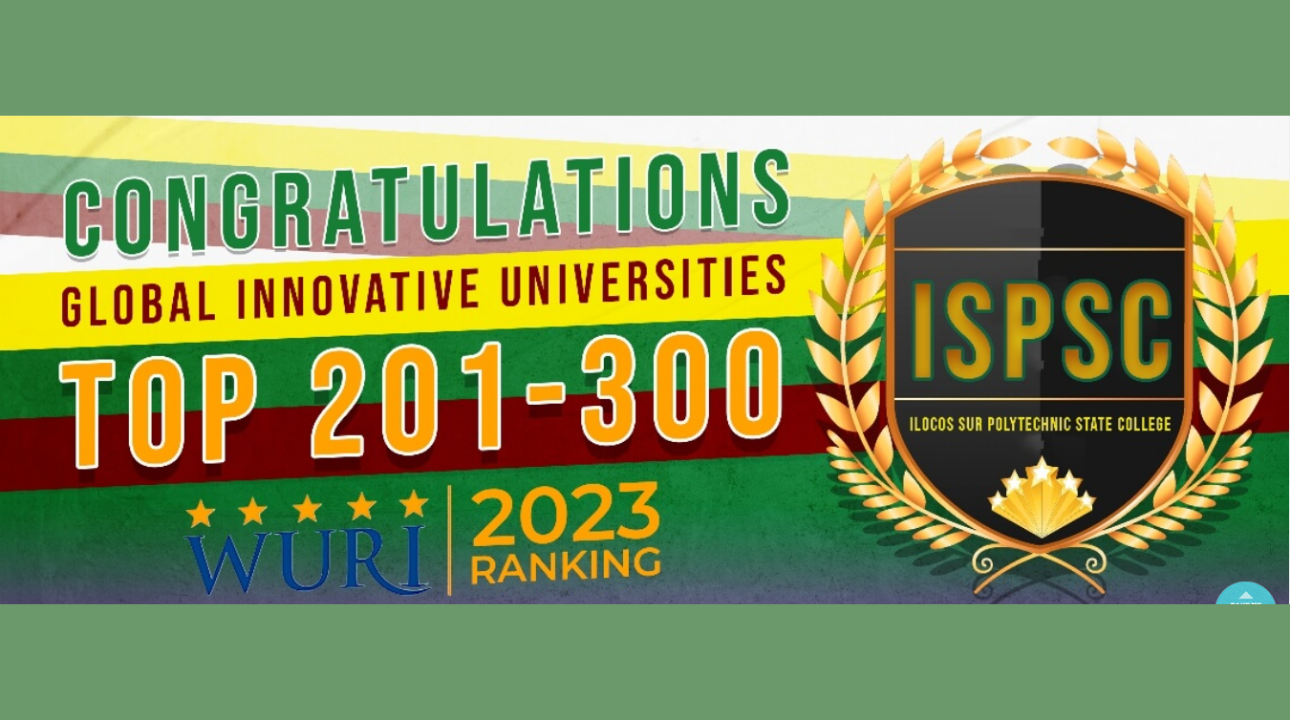 CONGRATULATIONS
GLOBAL INNOVATIVE UNIVERSITIES
TOP 201-300
WURI
2023
RANKING
ISPSC
ILOCOS SUR POLYTECHNIC STATE COLLEGE